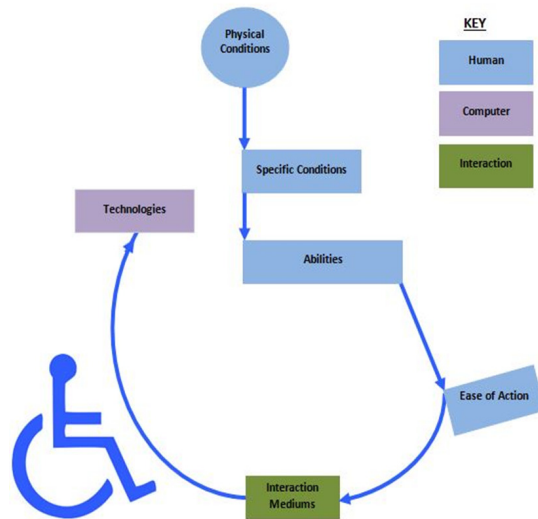 Physical
Conditions
KEY
Human
Computer
Interaction
Specific Conditions
Technologies
Abilities
Ease of Action
Interaction
Mediums